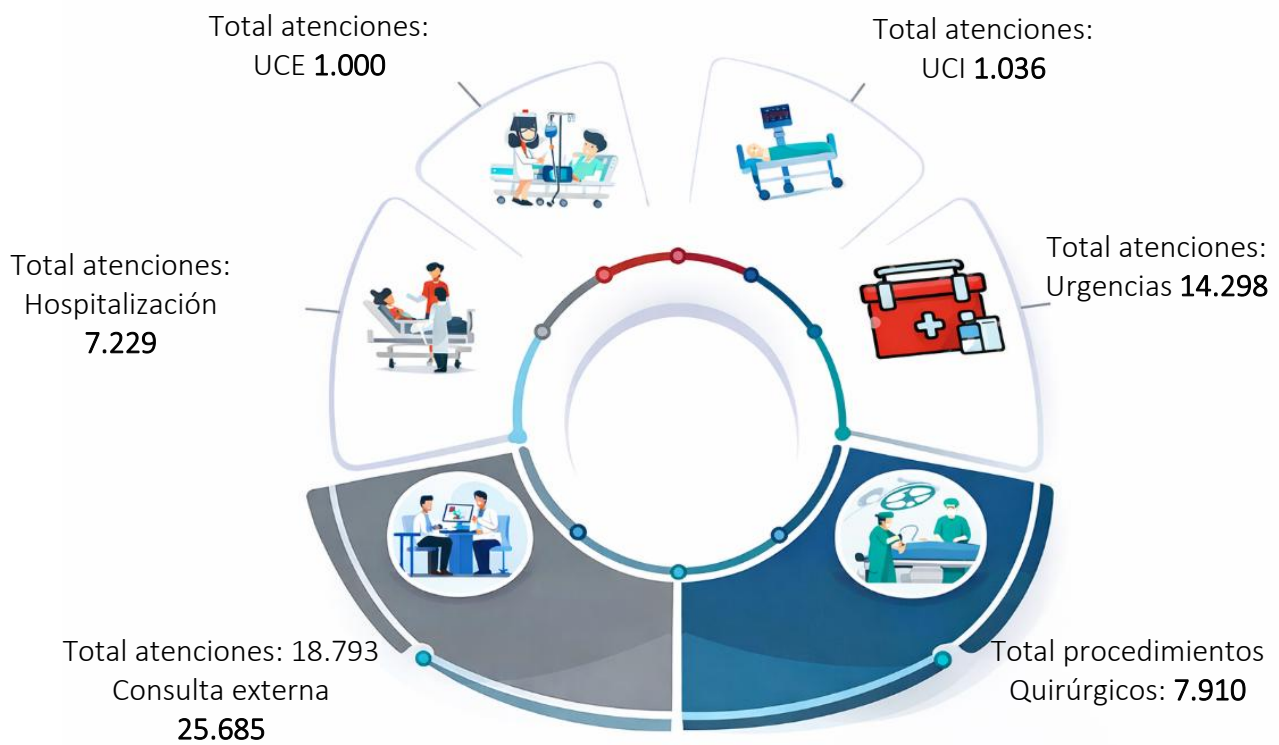 Total atenciones:
UCE 1.000
Total atenciones:
UCI 1.036
Total atenciones:
Hospitalización
7.229
Total atenciones:
Urgencias 14.298
Total atenciones: 18.793
Consulta externa
25.685
Total procedimientos
Quirúrgicos: 7.910